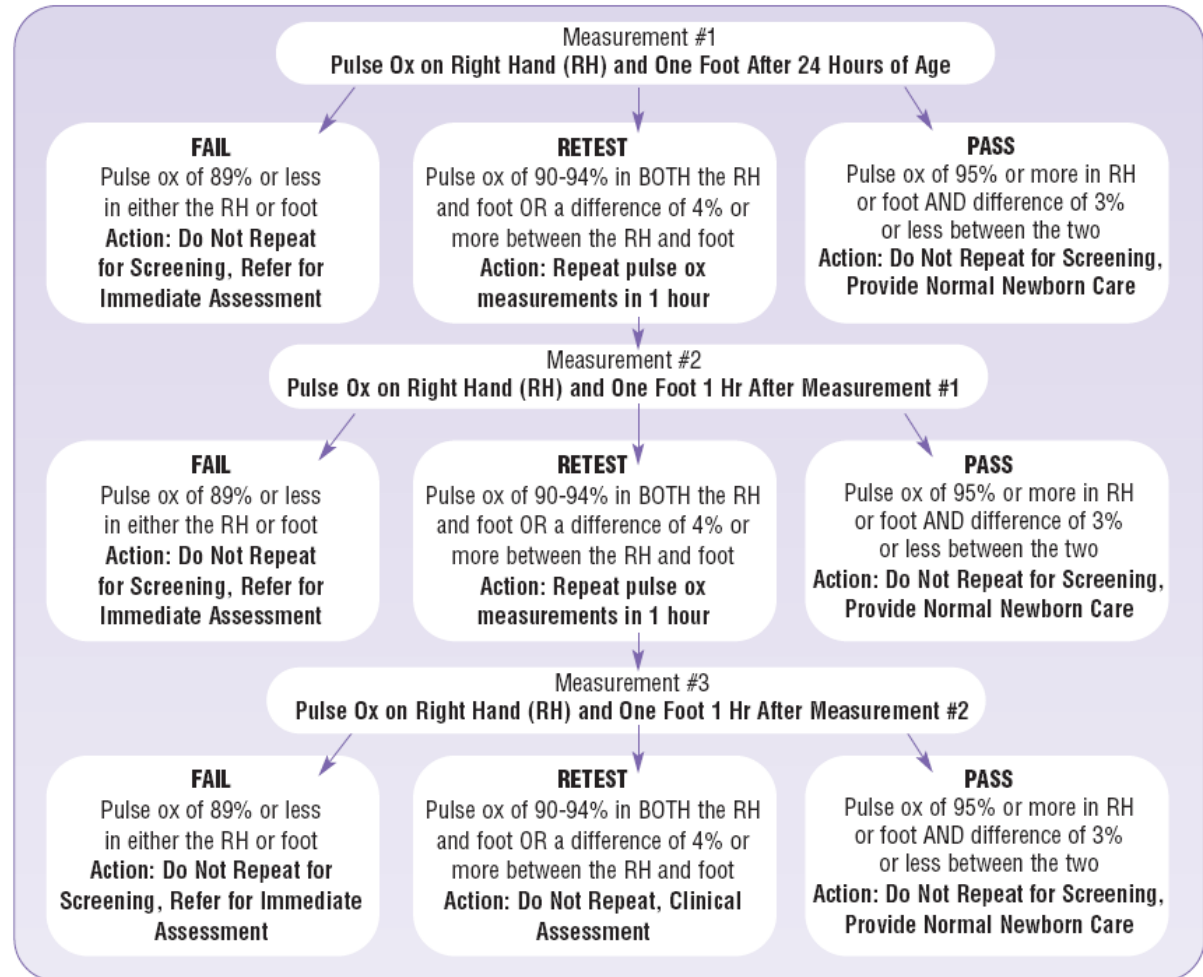 Measurement #1
Pulse Ox on Right Hand (RH) and One Foot After 24 Hours of Age
FAIL
Pulse ox of 89% or less
in either the RH or foot
Action: Do Not Repeat
for Screening, Refer for
Immediate Assessment
RETEST
Pulse ox of 90-94% in BOTH the RH
and foot OR a difference of 4% or
more between the RH and foot
Action: Repeat pulse ox
measurements in 1 hour
PASS
Pulse ox of 95% or more in RH
or foot AND difference of 3%
or less between the two
Action: Do Not Repeat for Screening,
Provide Normal Newborn Care
Measurement #2
Pulse Ox on Right Hand (RH) and One Foot 1 Hr After Measurement #1
FAIL
Pulse ox of 89% or less
in either the RH or foot
Action: Do Not Repeat
for Screening, Refer for
Immediate Assessment
RETEST
Pulse ox of 90-94% in BOTH the RH
and foot OR a difference of 4% or
more between the RH and foot
Action: Repeat pulse ox
measurements in 1 hour
PASS
Pulse ox of 95% or more in RH
or foot AND difference of 3%
or less between the two
Action: Do Not Repeat for Screening,
Provide Normal Newborn Care
Measurement #3
Pulse Ox on Right Hand (RH) and One Foot 1 Hr After Measurement #2
FAIL
Pulse ox of 89% or less
in either the RH or foot
Action: Do Not Repeat for
Screening, Refer for Immediate
Assessment
RETEST
Pulse ox of 90-94% in BOTH the RH
and foot OR a difference of 4% or
more between the RH and foot
Action: Do Not Repeat, Clinical
Assessment
PASS
Pulse ox of 95% or more in RH
or foot AND difference of 3%
or less between the two
Action: Do Not Repeat for Screening,
Provide Normal Newborn Care